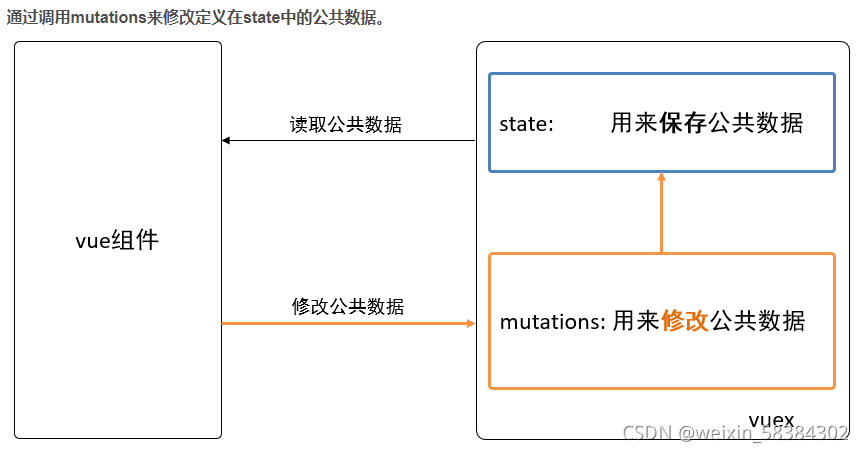 通过调用mutations来修改定义在state中的公共数据。
读取公共数据
state: 用来保存公共数据
vue组件
修改公共数据
mutations: 用来修改公共数据
vuex
CSDN @weixin_58384302